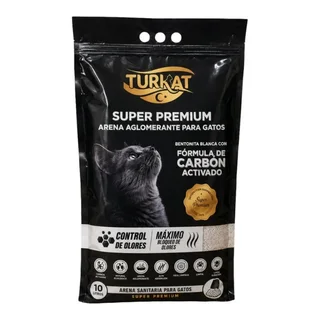 TURKAT
SUPER PREMIUM
ARENA AGLOMERANTE PARA GATOS
BENTONITA BLANCA CON
FÓRMULA DE
CARBÓN
ACTIVADO
CONTROL
DE OLORES
MÁXIMO
BLOQUEO DE
OLORES
10
ARENA SANITARIA PARA GATOS
SUPER PREMIUM